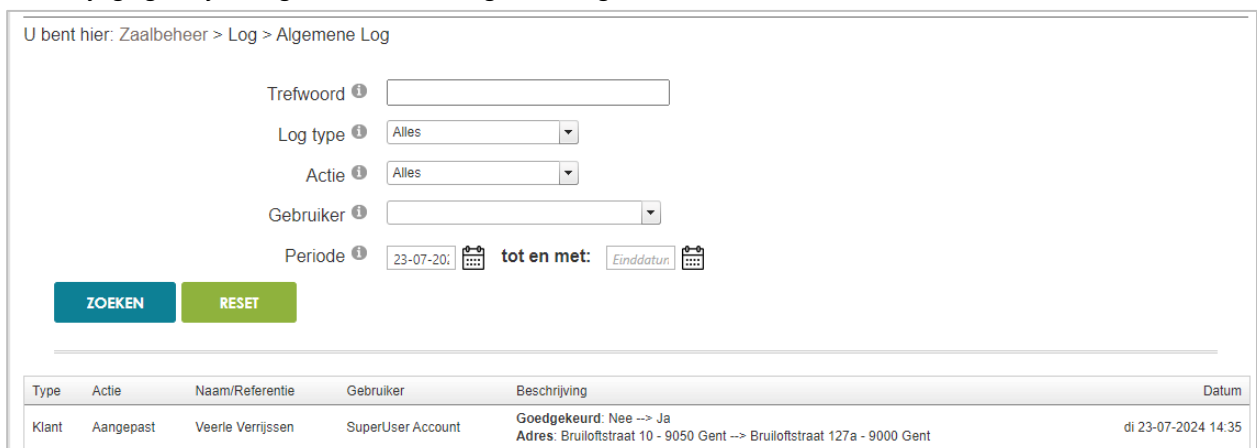 U bent hier: Zaalbeheer > Log > Algemene Log
Trefwoord
Log type Alles
Actie Alles
Gebruiker
Periode 23-07-202 tot en met: Einddatum
ZOEKEN RESET
Type Actie Naam/Referentie Gebruiker Beschrijving Datum
Klant Aangepast Veerle Verrijssen SuperUser Account Goedgekeurd: Nee --> Ja di 23-07-2024 14:35
Adres: Bruiloftstraat 10 - 9050 Gent --> Bruiloftstraat 127a - 9000 Gent